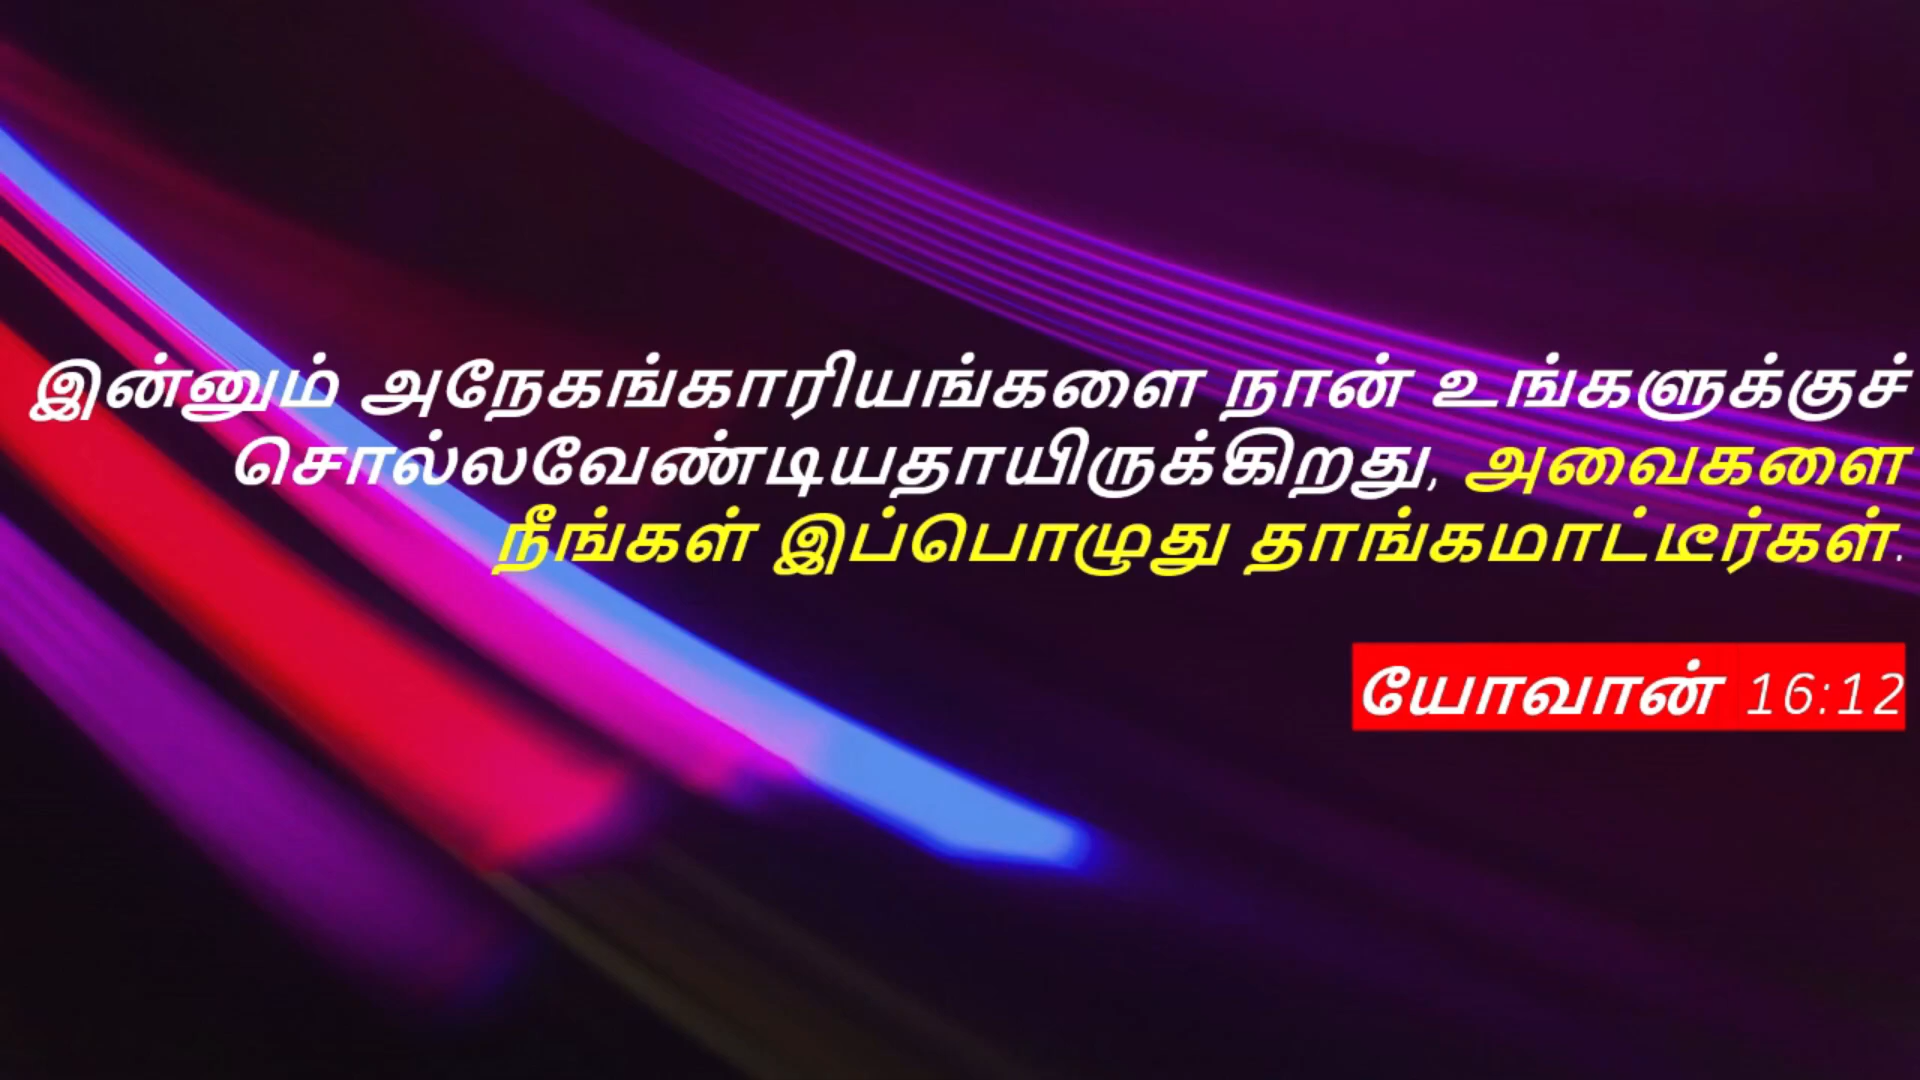 இன்னும் அநேகங்காரியங்களை நான் உங்களுக்குச்
சொல்லவேண்டியதாயிருக்கிறது, அவைகளை
நீங்கள் இப்பொழுது தாங்கமாட்டீர்கள்.
யோவான் 16:12